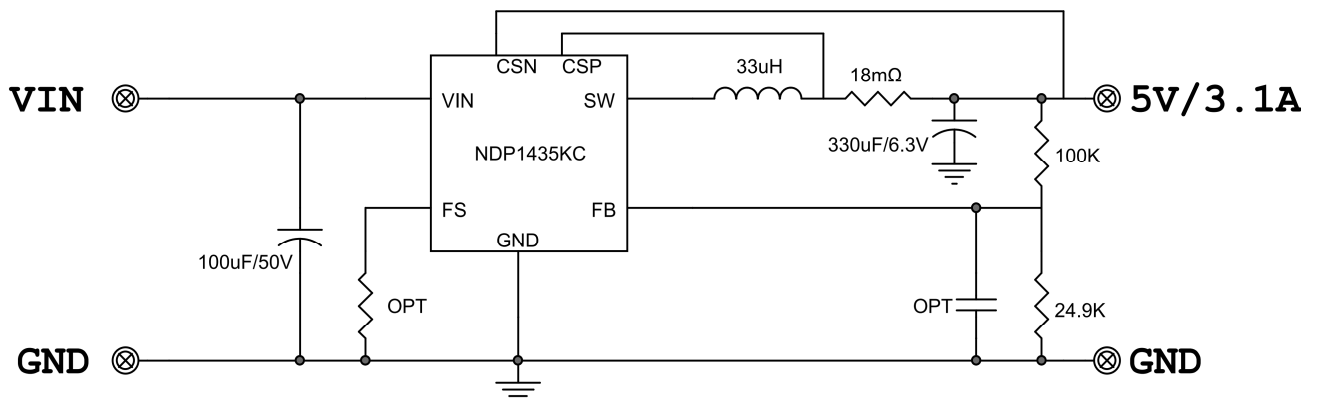 CSN CSP
33uH
18mΩ
VIN
VIN
SW
5V/3.1A
330uF/6.3V
100K
NDP1435KC
FS
FB
GND
100uF/50V
OPT
OPT
24.9K
GND
GND